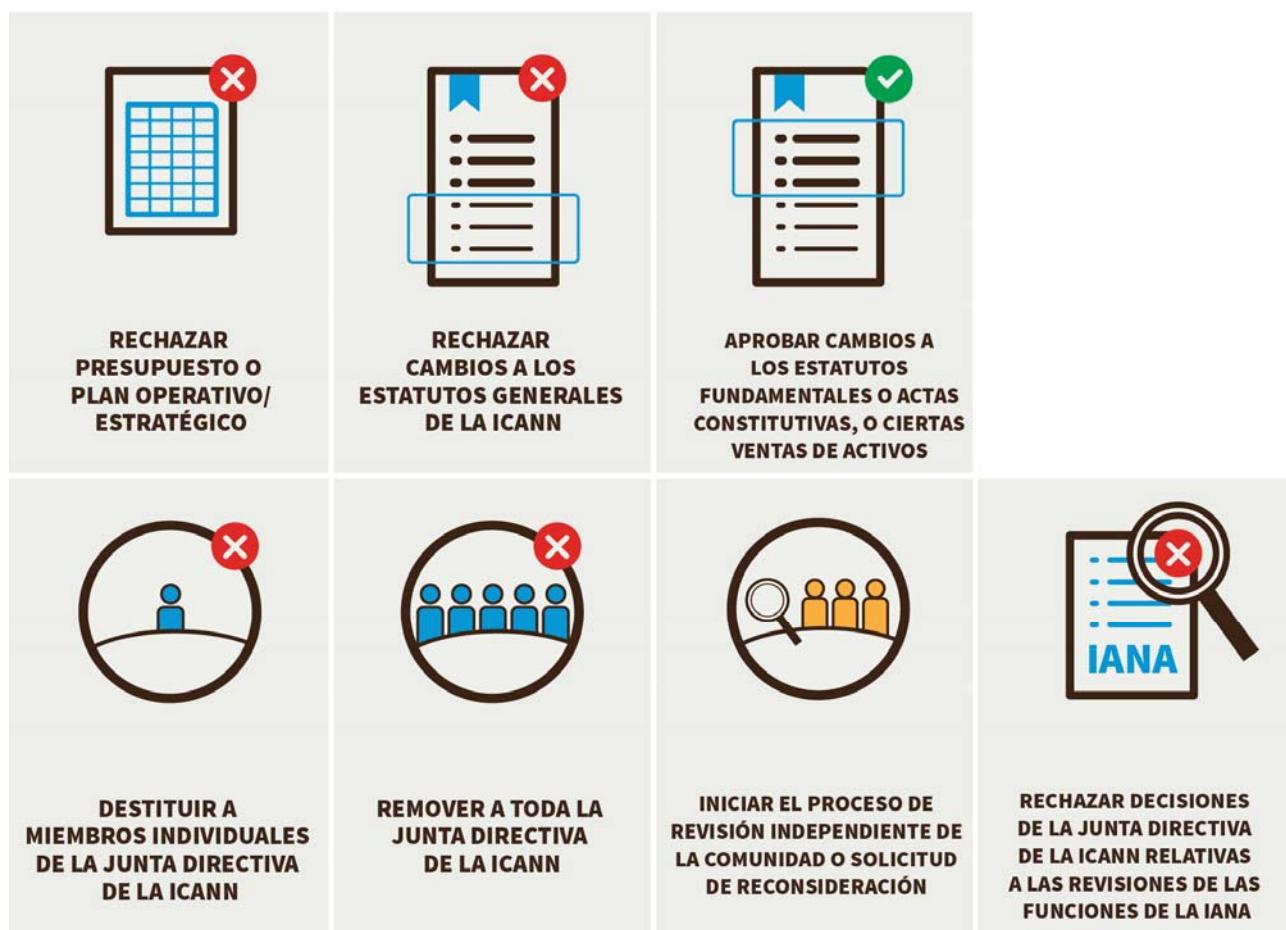 RECHAZAR
PRESUPUESTO O
PLAN OPERATIVO/
ESTRATÉGICO
RECHAZAR
CAMBIOS A LOS
ESTATUTOS GENERALES
DE LA ICANN
APROBAR CAMBIOS A
LOS ESTATUTOS
FUNDAMENTALES O ACTAS
CONSTITUTIVAS, O CIERTAS
VENTAS DE ACTIVOS
DESTITUIR A
MIEMBROS INDIVIDUALES
DE LA JUNTA DIRECTIVA
DE LA ICANN
REMOVER A TODA LA
JUNTA DIRECTIVA
DE LA ICANN
INICIAR EL PROCESO DE
REVISIÓN INDEPENDIENTE DE
LA COMUNIDAD O SOLICITUD
DE RECONSIDERACIÓN
IANA
RECHAZAR DECISIONES
DE LA JUNTA DIRECTIVA
DE LA ICANN RELATIVAS
A LAS REVISIONES DE LAS
FUNCIONES DE LA IANA